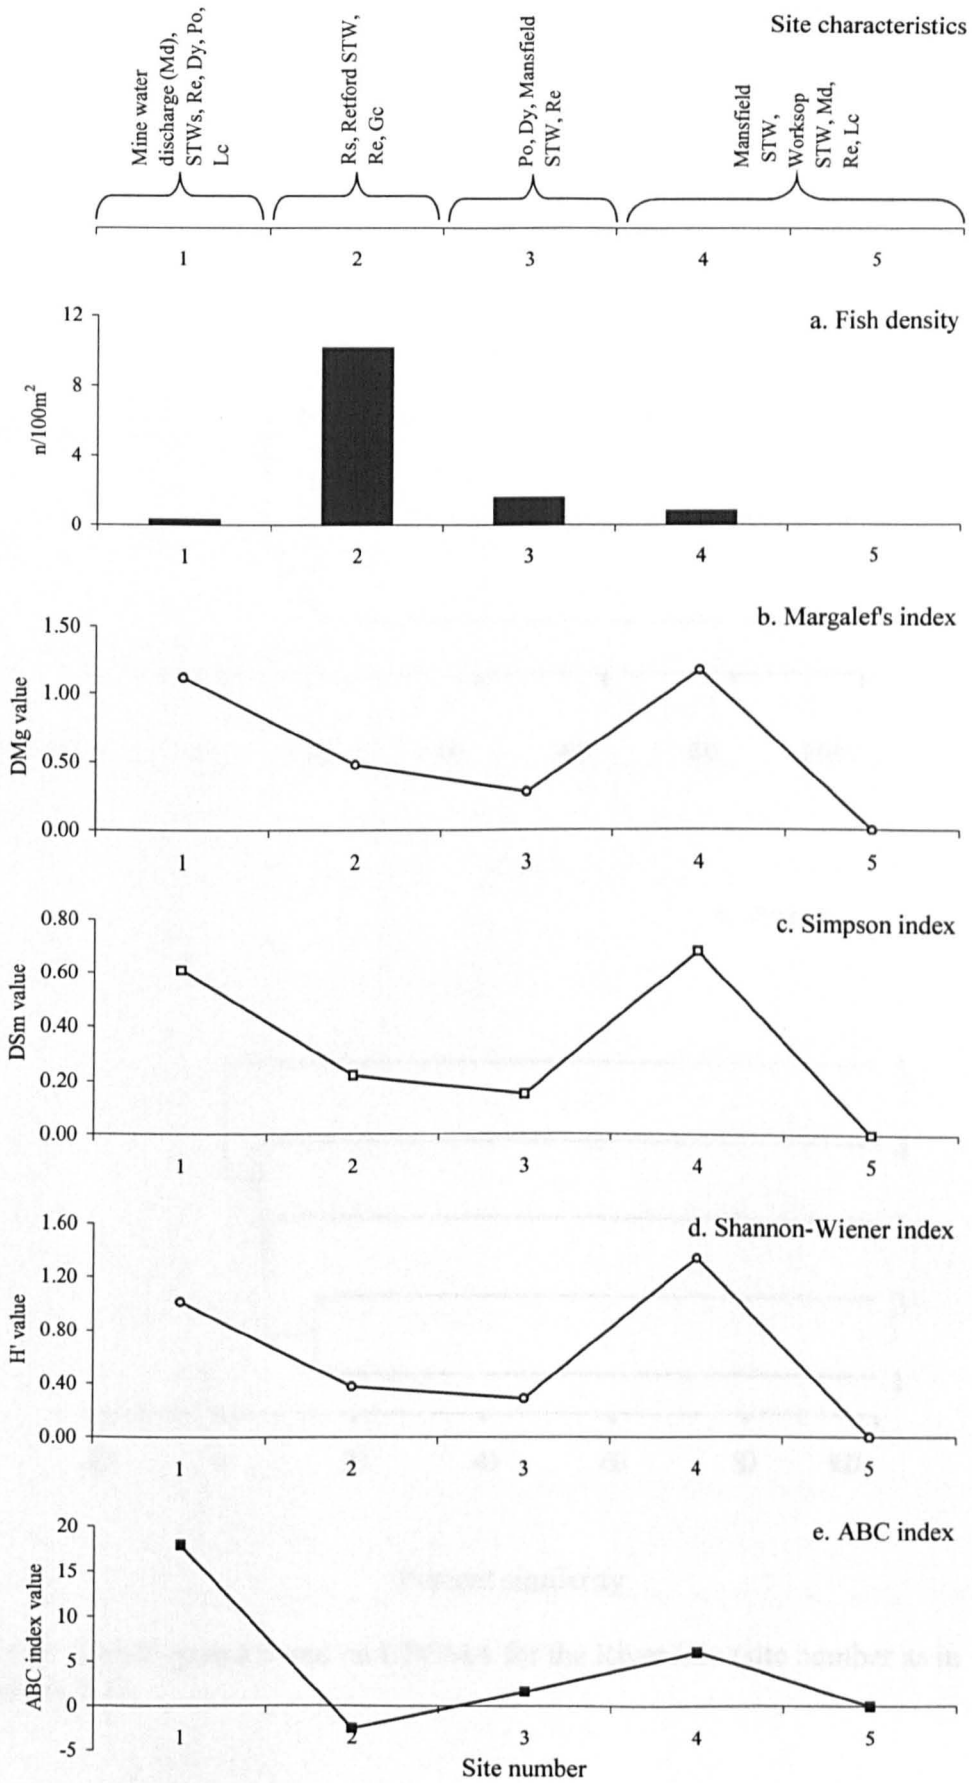 Site characteristics
Mine water
discharge (Md),
STWs, Re, Dy, Po,
Lc
Rs, Retford STW,
Re, Gc
Po, Dy, Mansfield
STW, Re
Mansfield
STW,
Worksop
STW, Md,
Re, Lc
1 2 3 4 5
a. Fish density
n/100m²
12
8
4
0
1 2 3 4 5
b. Margalef's index
DMg value
1.50
1.00
0.50
0.00
1 2 3 4 5
c. Simpson index
DSm value
0.80
0.60
0.40
0.20
0.00
1 2 3 4 5
d. Shannon-Wiener index
H' value
1.60
1.20
0.80
0.40
0.00
1 2 3 4 5
e. ABC index
ABC index value
20
15
10
5
0
-5
1 2 3 4 5
Site number